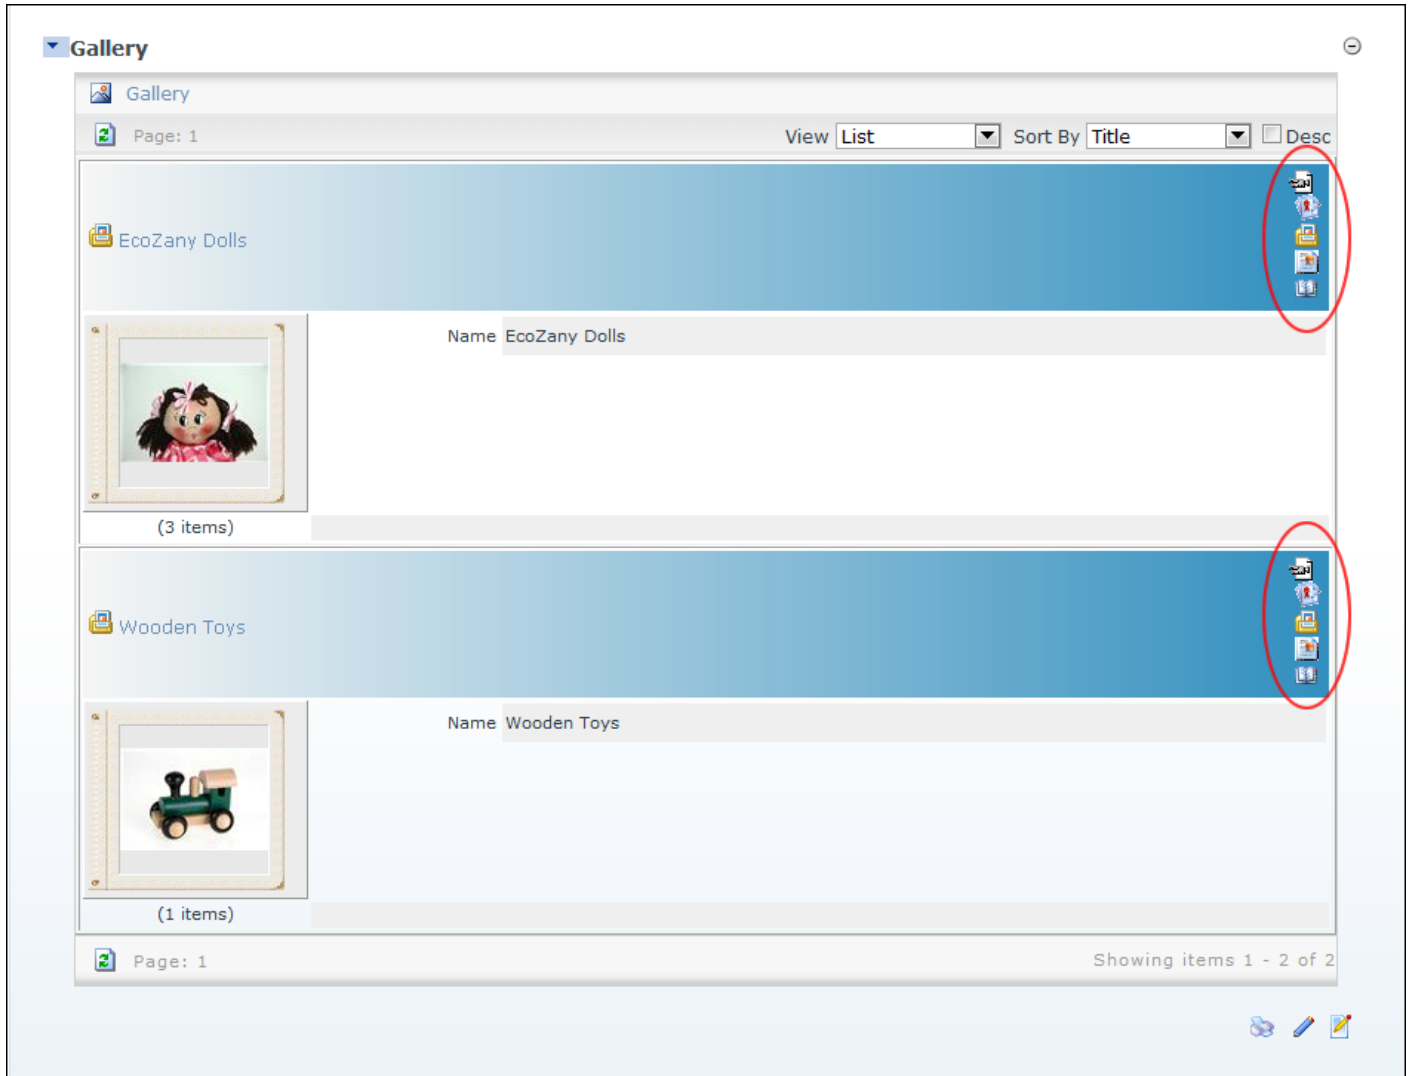 Gallery
Gallery
Page: 1 View List Sort By Title Desc
EcoZany Dolls
Name EcoZany Dolls
(3 items)
Wooden Toys
Name Wooden Toys
(1 items)
Page: 1 Showing items 1 - 2 of 2